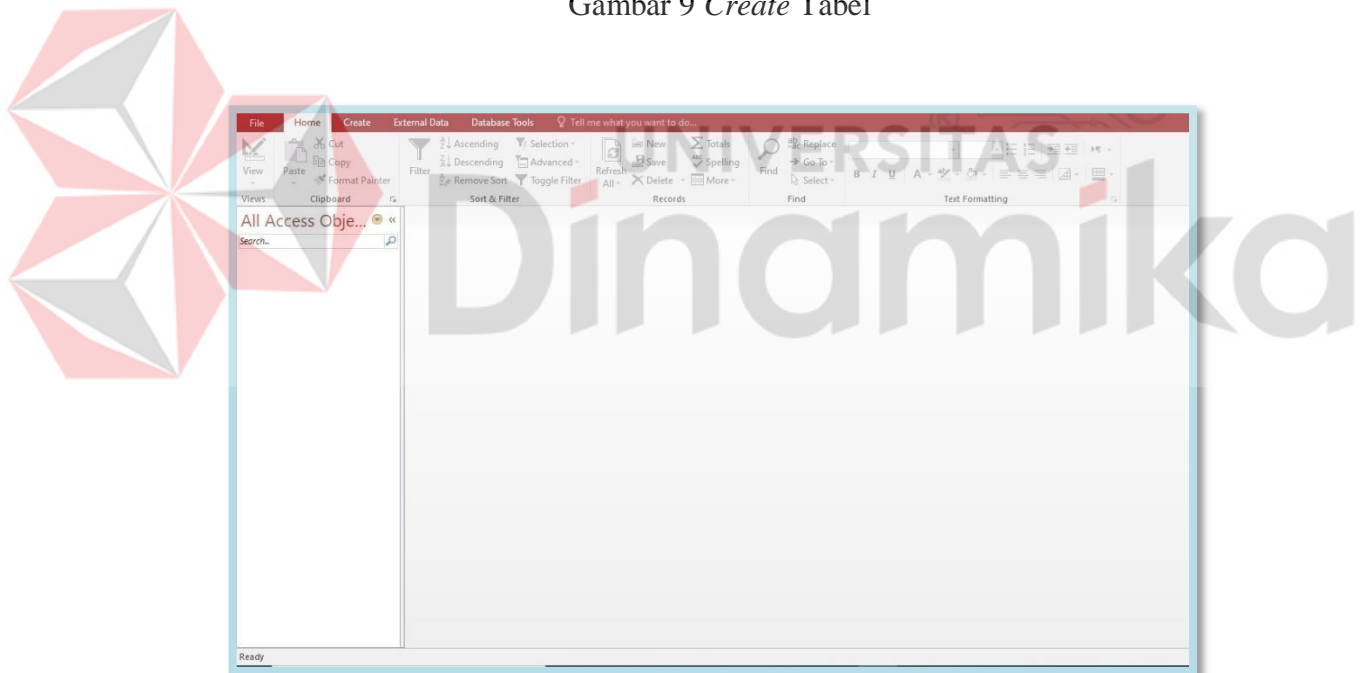 Gambar 9 Create Tabel
File Home Create External Data Database Tools Tell me what you want to do...
View Paste Cut Copy Format Painter
Filter Ascending Descending Remove Sort Selection Advanced Toggle Filter
Refresh All New Save Delete Totals Spelling More
Find Replace Go To Select
B I U A
Views Clipboard Sort & Filter Records Find Text Formatting
All Access Obje...
Search...
UNIVERSITAS
Dinamika
Ready